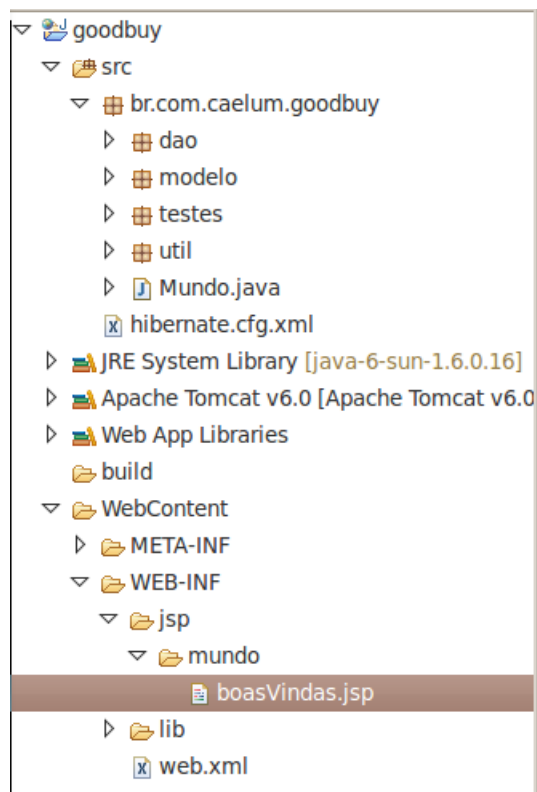 goodbuy
src
br.com.caelum.goodbuy
dao
modelo
testes
util
Mundo.java
hibernate.cfg.xml
JRE System Library [java-6-sun-1.6.0.16]
Apache Tomcat v6.0 [Apache Tomcat v6.0
Web App Libraries
build
WebContent
META-INF
WEB-INF
jsp
mundo
boasVindas.jsp
lib
web.xml